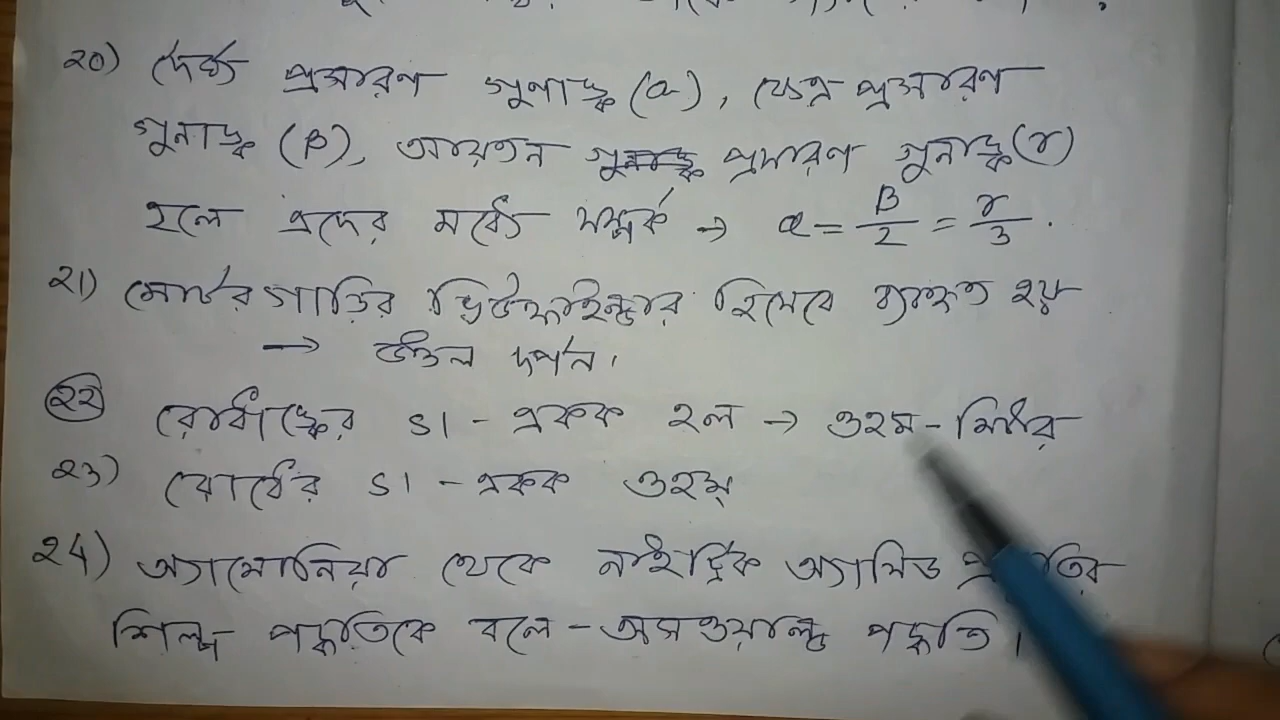 ২০) দৈর্ঘ্য প্রসারণ গুনাঙ্ক (α), ক্ষেত্র প্রসারণ
গুনাঙ্ক (β), আয়তন প্রসারণ গুনাঙ্ক (γ)
হলে এদের মধ্যে সম্পর্ক → α = β/2 = γ/3 .
২১) মোটর গাড়ির ভিউফাইন্ডার হিসেবে ব্যবহৃত হয়
→ উত্তল দর্পন।
২২ রোধাঙ্কের SI - একক হল → ওহম - মিটার
২৩) রোধের SI - একক ওহম্
২৪) অ্যামোনিয়া থেকে নাইট্রিক অ্যাসিড
শিল্প পদ্ধতিকে বলে - অসওয়াল্ড পদ্ধতি।